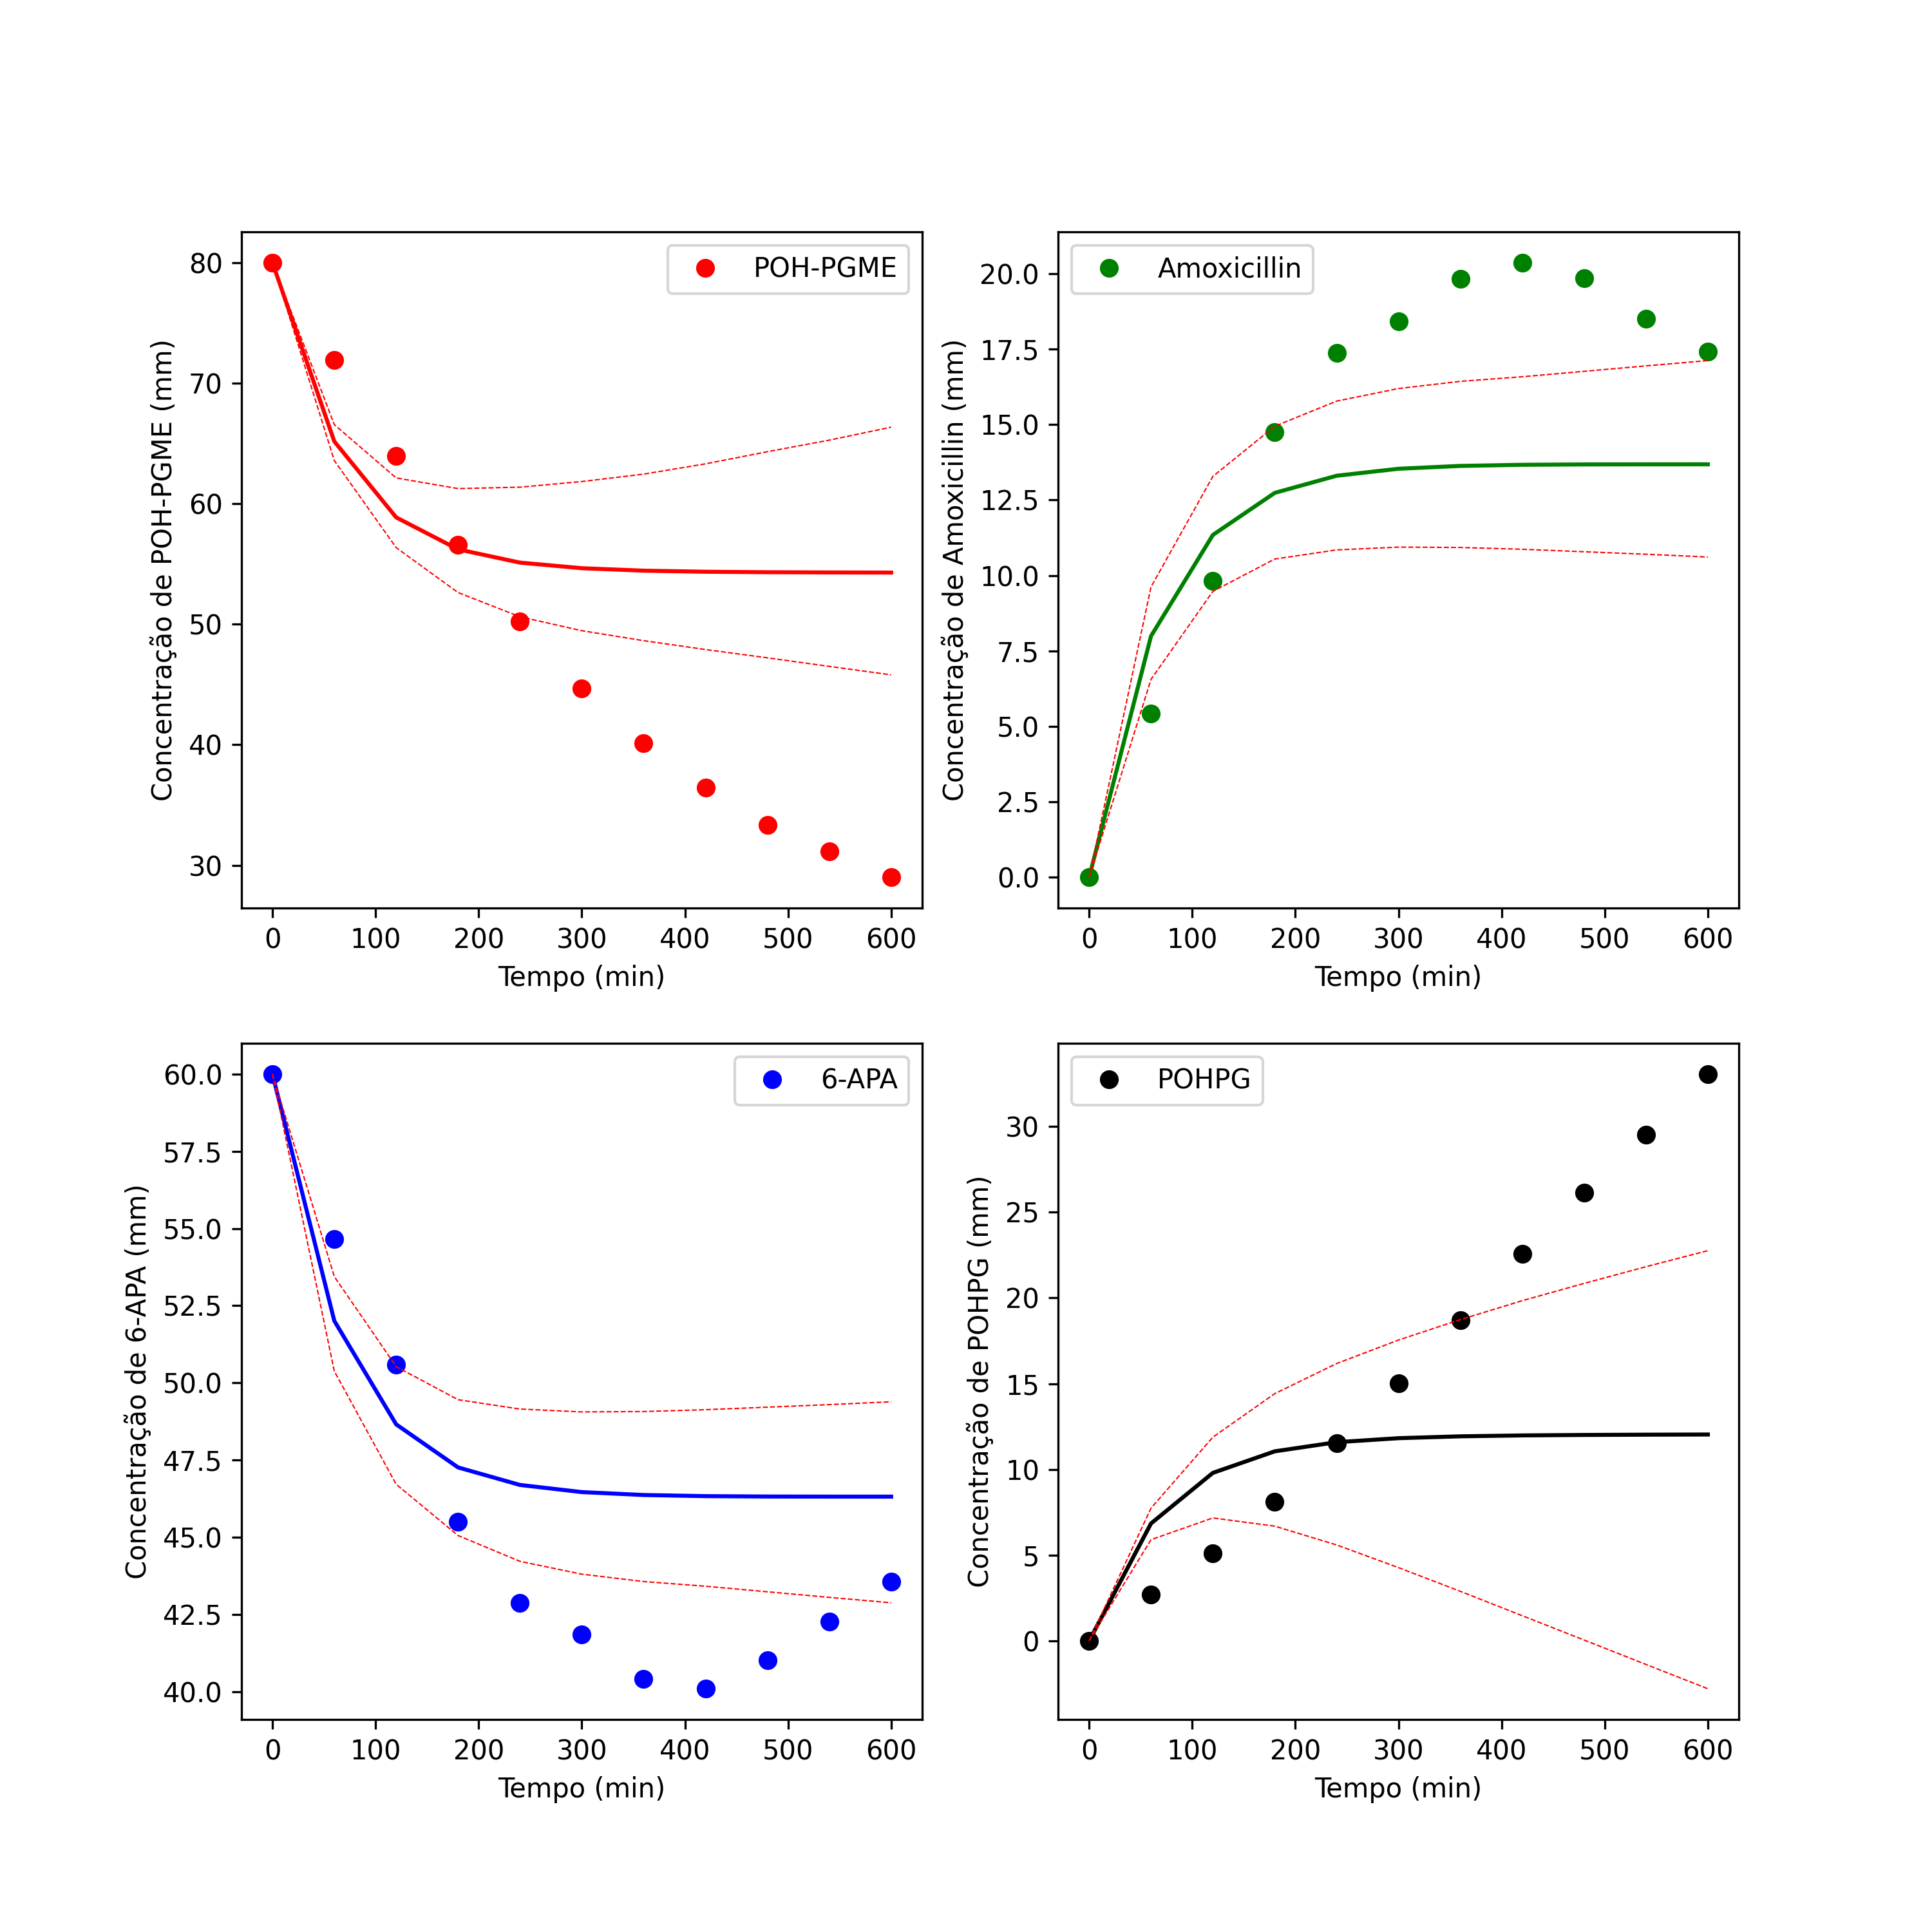 POH-PGME
Concentração de POH-PGME (mm)
80
70
60
50
40
30
0 100 200 300 400 500 600
Tempo (min)
Amoxicillin
Concentração de Amoxicillin (mm)
20.0
17.5
15.0
12.5
10.0
7.5
5.0
2.5
0.0
0 100 200 300 400 500 600
Tempo (min)
6-APA
Concentração de 6-APA (mm)
60.0
57.5
55.0
52.5
50.0
47.5
45.0
42.5
40.0
0 100 200 300 400 500 600
Tempo (min)
POHPG
Concentração de POHPG (mm)
30
25
20
15
10
5
0
0 100 200 300 400 500 600
Tempo (min)